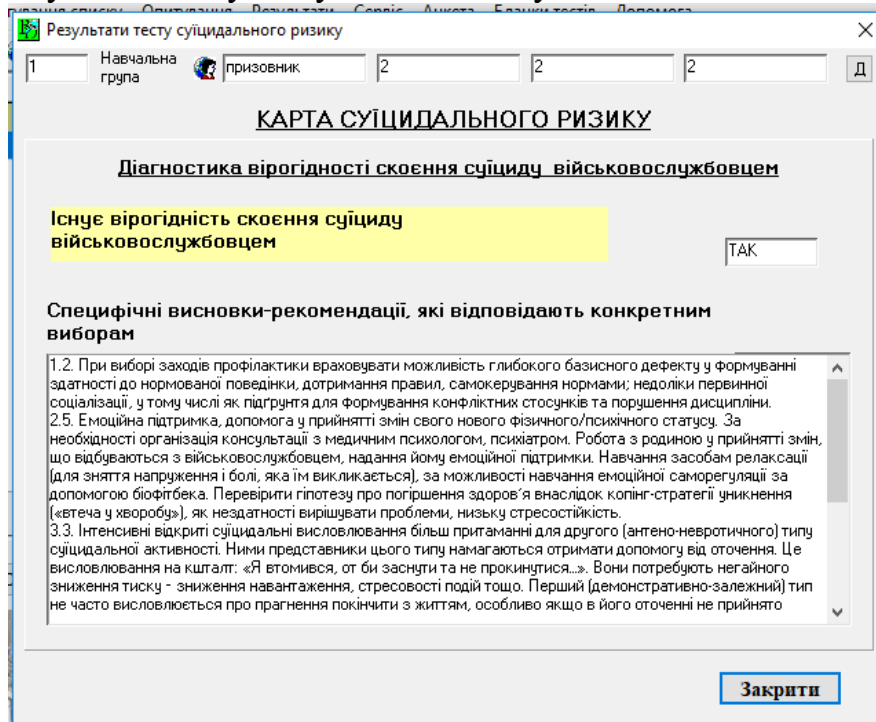 Опитування Результати Сервіс Анкета Бланки тестів Допомога
Результати тесту суїцидального ризику
1 Навчальна група призовник 2 2 2 Д
КАРТА СУЇЦИДАЛЬНОГО РИЗИКУ
Діагностика вірогідності скоєння суїциду військовослужбовцем
Існує вірогідність скоєння суїциду
військовослужбовцем
ТАК
Специфічні висновки-рекомендації, які відповідають конкретним
виборам
1.2. При виборі заходів профілактики враховувати можливість глибокого базисного дефекту у формуванні
здатності до нормованої поведінки, дотримання правил, самокерування нормами; недоліки первинної
соціалізації, у тому числі як підґрунтя для формування конфліктних стосунків та порушення дисципліни.
2.5. Емоційна підтримка, допомога у прийнятті змін свого нового фізичного/психічного статусу. За
необхідності організація консультації з медичним психологом, психіатром. Робота з родиною у прийнятті змін,
що відбуваються з військовослужбовцем, надання йому емоційної підтримки. Навчання засобам релаксації
(для зняття напруження і болі, яка їм викликається), за можливості навчання емоційної саморегуляції за
допомогою біофітбека. Перевірити гіпотезу про погіршення здоров´я внаслідок копінг-стратегії уникнення
(«втеча у хворобу»), як нездатності вирішувати проблеми, низьку стресостійкість.
3.3. Інтенсивні відкриті суїцидальні висловлювання більш притаманні для другого (антено-невротичного) типу
суїцидальної активності. Ними представники цього типу намагаються отримати допомогу від оточення. Це
висловлювання на кшталт: «Я втомився, от би заснути та не прокинутися...». Вони потребують негайного
зниження тиску - зниження навантаження, стресовості подій тощо. Перший (демонстративно-залежний) тип
не часто висловлюється про прагнення покінчити з життям, особливо якщо в його оточенні не прийнято
Закрити